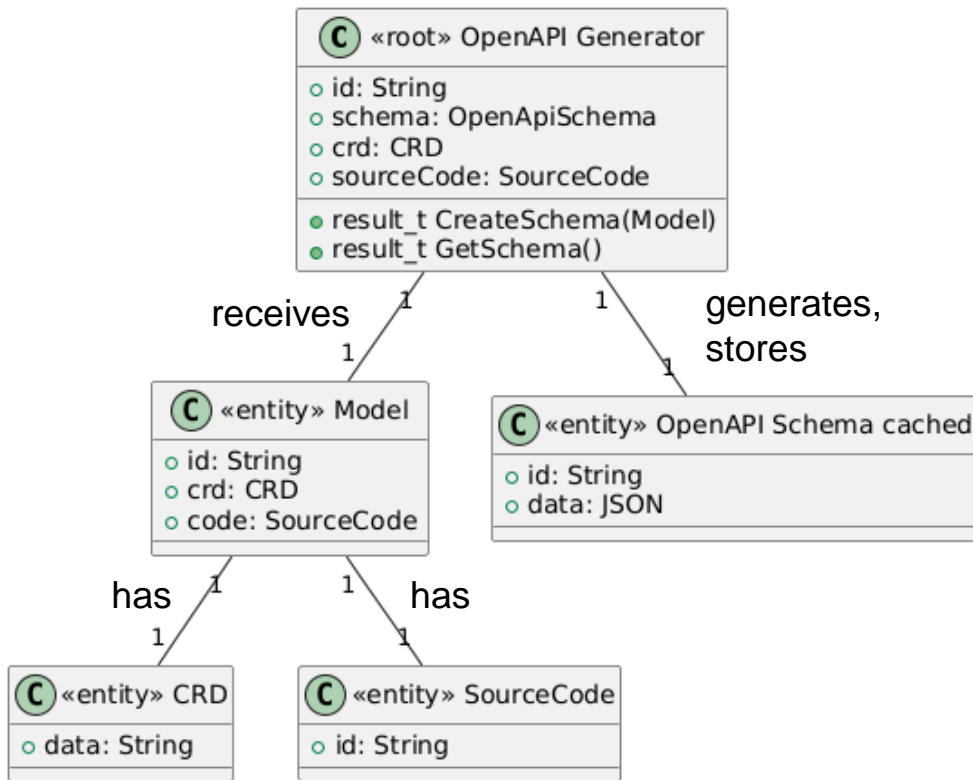 C «root» OpenAPI Generator
id: String
schema: OpenApiSchema
crd: CRD
sourceCode: SourceCode
result_t CreateSchema(Model)
result_t GetSchema()
1 1
receives
generates,
stores
1 1
C «entity» Model
id: String
crd: CRD
code: SourceCode
C «entity» OpenAPI Schema cached
id: String
data: JSON
1 1
has has
1 1
C «entity» CRD
data: String
C «entity» SourceCode
id: String